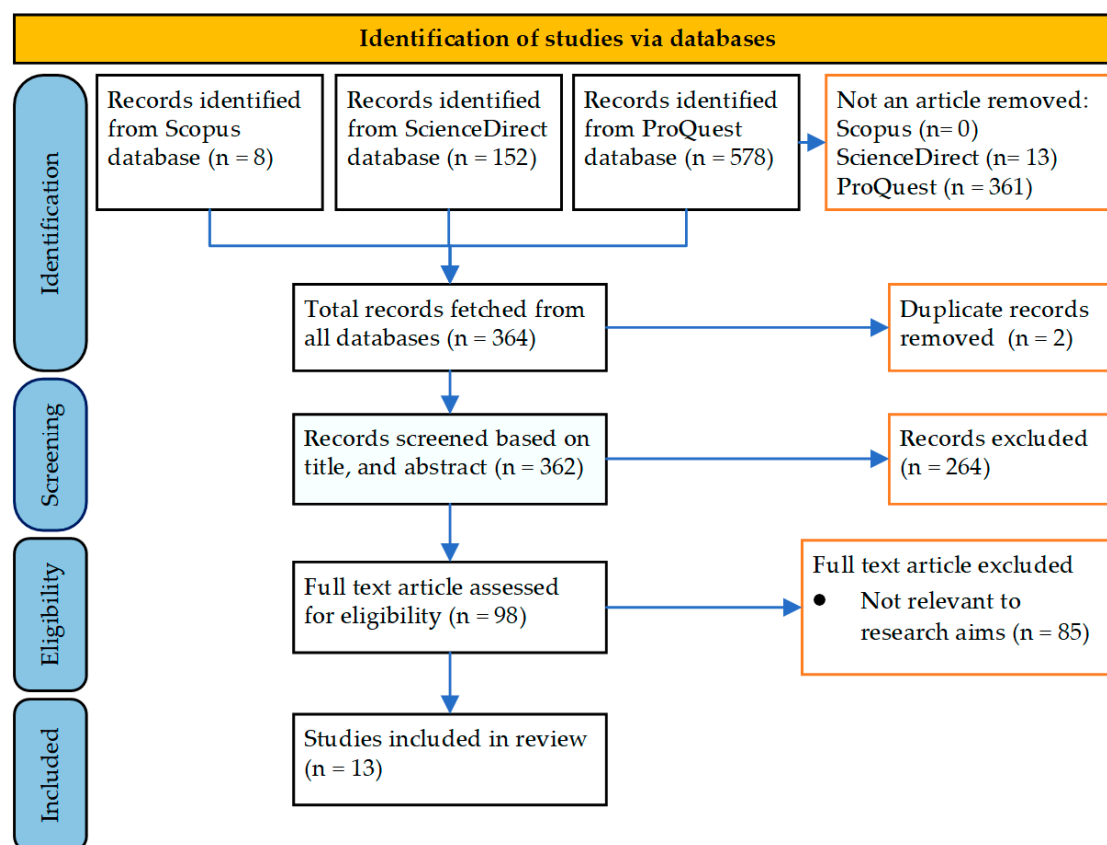 Identification of studies via databases
Identification
Records identified
from Scopus
database (n = 8)
Records identified
from ScienceDirect
database (n = 152)
Records identified
from ProQuest
database (n = 578)
Not an article removed:
Scopus (n= 0)
ScienceDirect (n= 13)
ProQuest (n = 361)
Total records fetched from
all databases (n = 364)
Duplicate records
removed (n = 2)
Screening
Records screened based on
title, and abstract (n = 362)
Records excluded
(n = 264)
Eligibility
Full text article assessed
for eligibility (n = 98)
Full text article excluded
● Not relevant to
research aims (n = 85)
Included
Studies included in review
(n = 13)